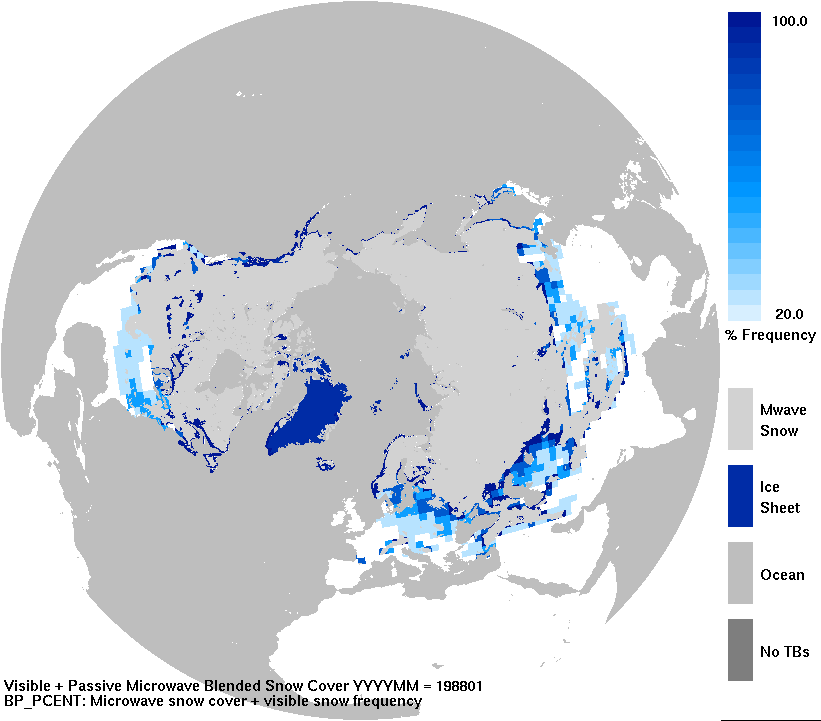 100.0
20.0
% Frequency
Mwave
Snow
Ice
Sheet
Ocean
No TBs
Visible + Passive Microwave Blended Snow Cover YYYYMM = 198801
BP_PCENT: Microwave snow cover + visible snow frequency